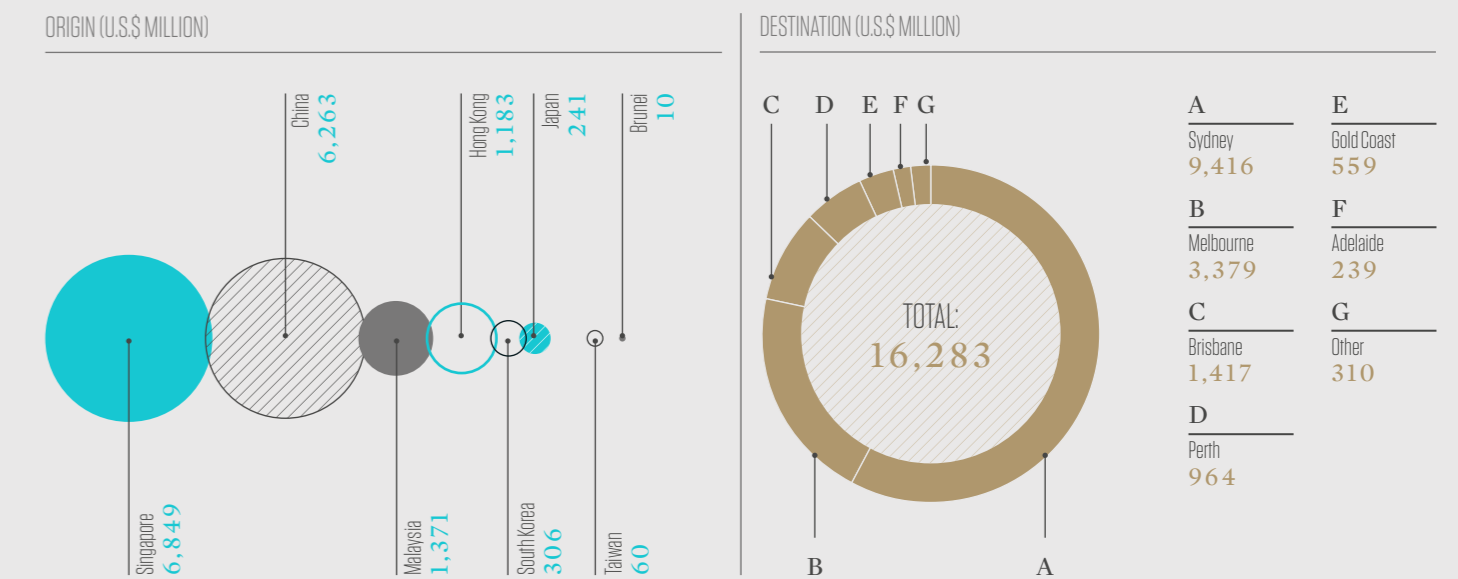 ORIGIN (U.S.$ MILLION)
China
6,263
Hong Kong
1,183
Japan
241
Brunei
10
Singapore
6,849
Malaysia
1,371
South Korea
306
Taiwan
60
DESTINATION (U.S.$ MILLION)
C D E F G
TOTAL:
16,283
B A
A
Sydney
9,416
B
Melbourne
3,379
C
Brisbane
1,417
D
Perth
964
E
Gold Coast
559
F
Adelaide
239
G
Other
310